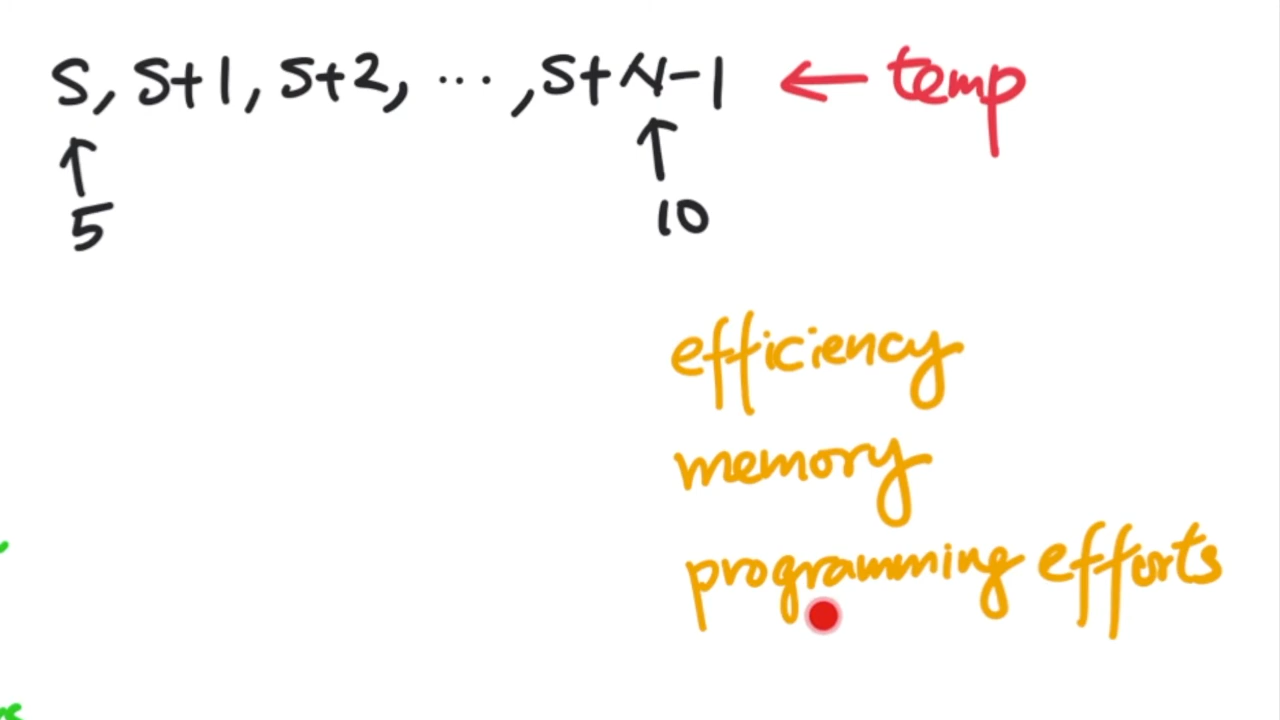 S, S+1, S+2, ... , S+N-1 ← temp
↑ ↑
5 10
efficiency
memory
programming efforts